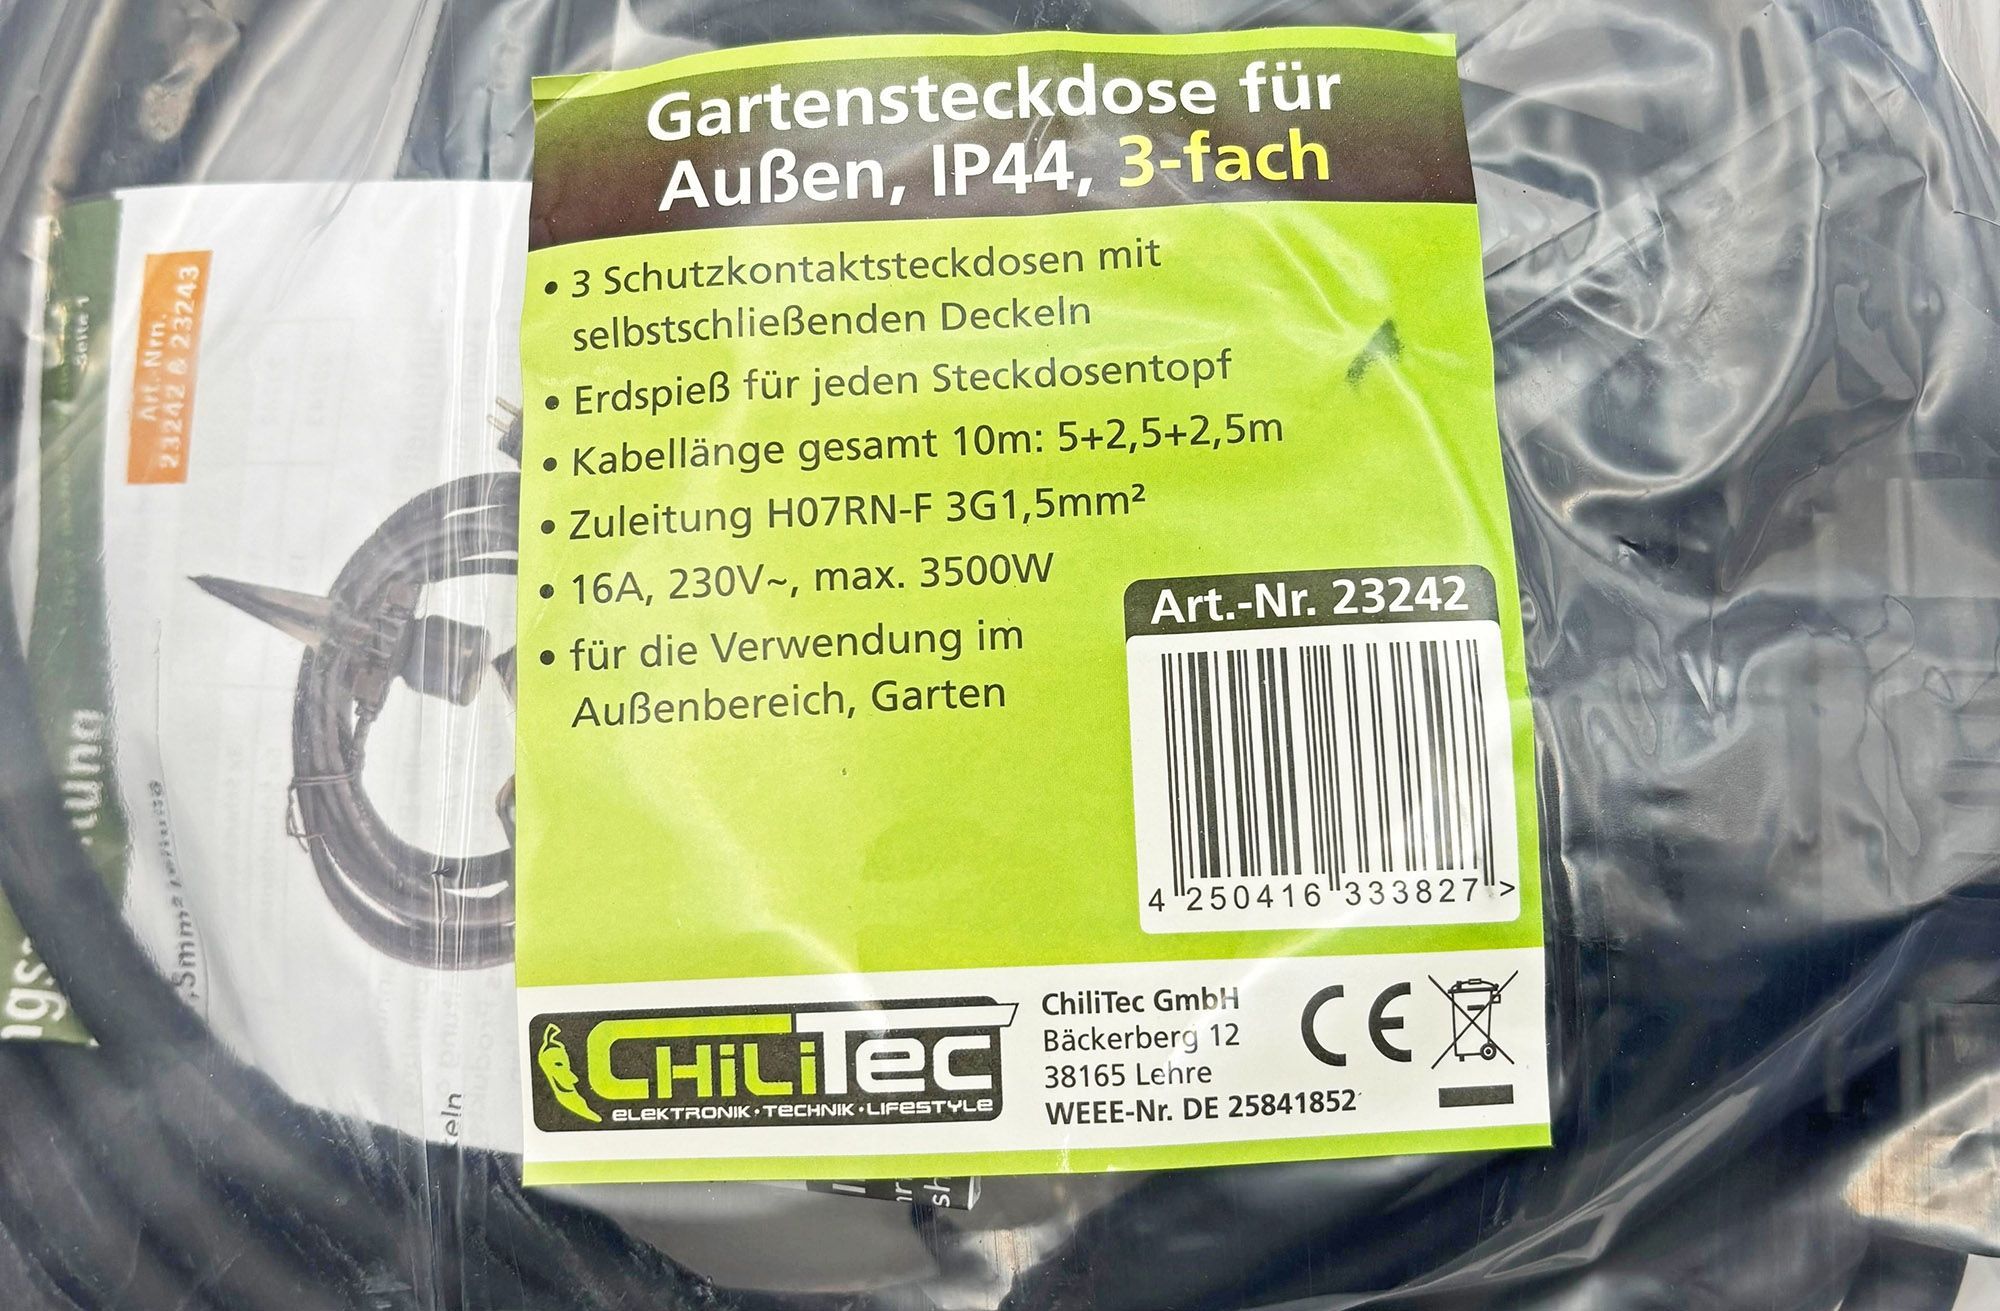 Gartensteckdose für
Außen, IP44, 3-fach
• 3 Schutzkontaktsteckdosen mit
selbstschließenden Deckeln
• Erdspieß für jeden Steckdosentopf
• Kabellänge gesamt 10m: 5+2,5+2,5m
• Zuleitung H07RN-F 3G1,5mm²
• 16A, 230V~, max. 3500W
• für die Verwendung im
Außenbereich, Garten
Art.-Nr. 23242
4 250416 333827 >
CHiLiTec
ELEKTRONIK • TECHNIK • LIFESTYLE
ChiliTec GmbH
Bäckerberg 12
38165 Lehre
WEEE-Nr. DE 25841852
CE
Seite 1
Art.-Nrn.
23242 & 23243